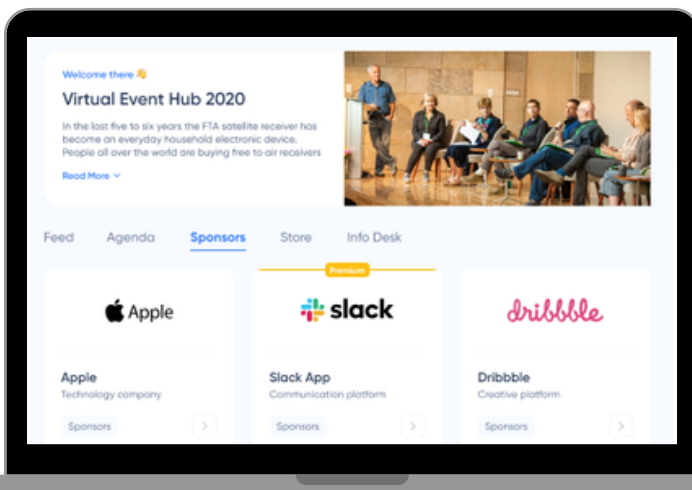 Welcome there 👋
Virtual Event Hub 2020
In the last five to six years the FTA satellite receiver has
become an everyday household electronic device.
People all over the world are buying free to air receivers
Read More
Feed Agenda Sponsors Store Info Desk
Premium
Apple slack dribbble
Apple Slack App Dribbble
Technology company Communication platform Creative platform
Sponsors Sponsors Sponsors